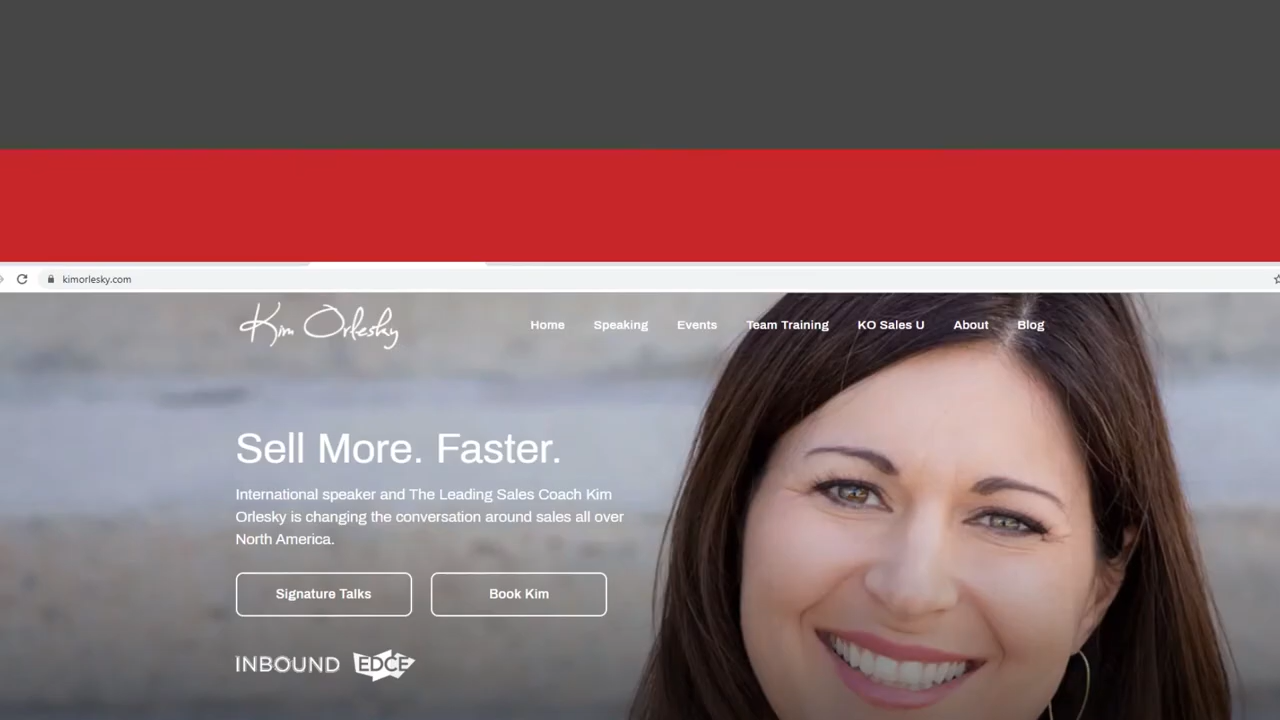 kimorlesky.com
Kim Orlesky
Home Speaking Events Team Training KO Sales U About Blog
Sell More. Faster.
International speaker and The Leading Sales Coach Kim
Orlesky is changing the conversation around sales all over
North America.
Signature Talks Book Kim
INBOUND EDGE